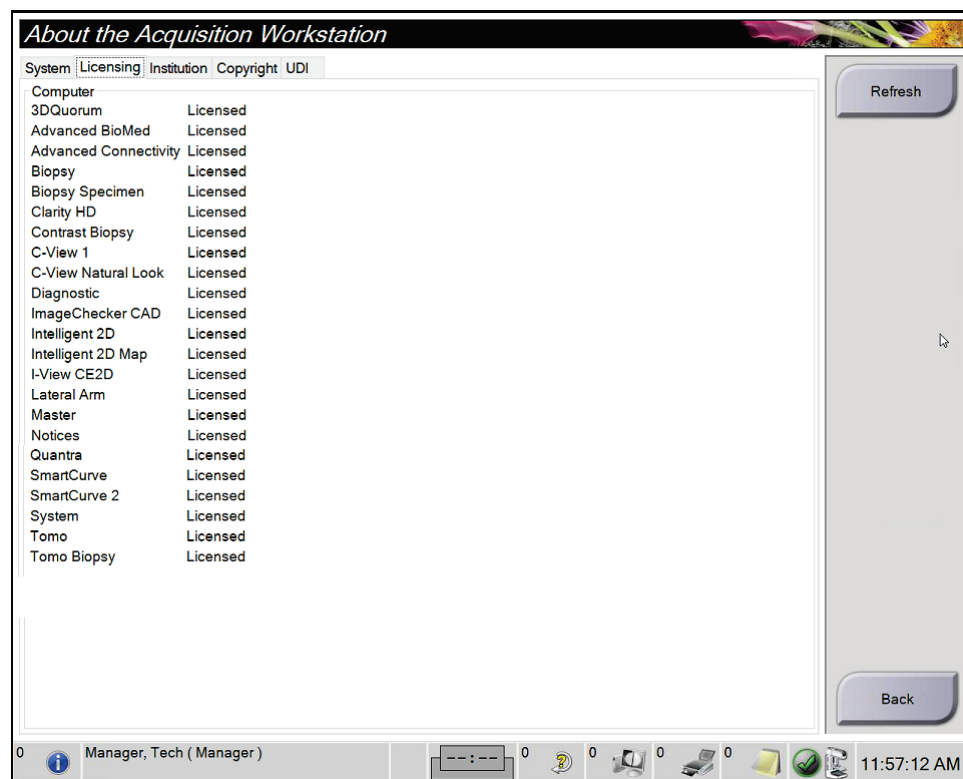 About the Acquisition Workstation
System Licensing Institution Copyright UDI
Computer
3DQuorum Licensed
Advanced BioMed Licensed
Advanced Connectivity Licensed
Biopsy Licensed
Biopsy Specimen Licensed
Clarity HD Licensed
Contrast Biopsy Licensed
C-View 1 Licensed
C-View Natural Look Licensed
Diagnostic Licensed
ImageChecker CAD Licensed
Intelligent 2D Licensed
Intelligent 2D Map Licensed
I-View CE2D Licensed
Lateral Arm Licensed
Master Licensed
Notices Licensed
Quantra Licensed
SmartCurve Licensed
SmartCurve 2 Licensed
System Licensed
Tomo Licensed
Tomo Biopsy Licensed
Refresh
Back
0 Manager, Tech ( Manager ) --:-- 0 0 0 0 11:57:12 AM